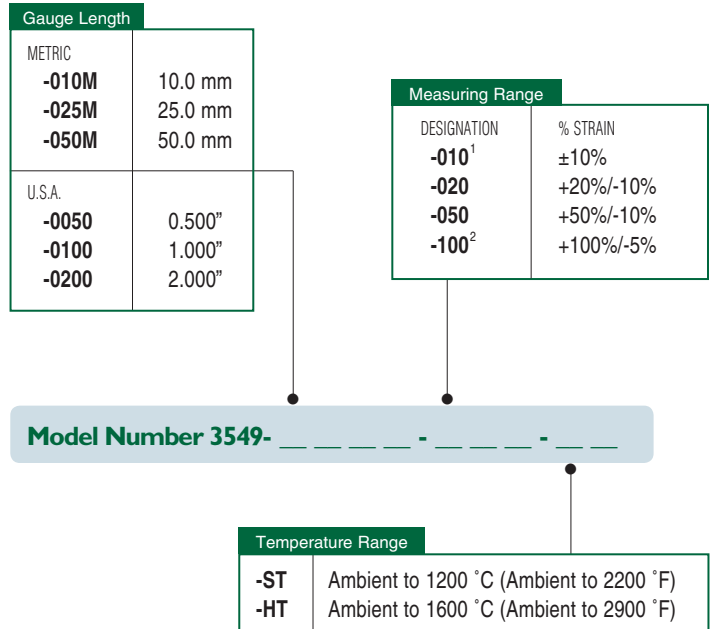 Gauge Length
METRIC
-010M 10.0 mm
-025M 25.0 mm
-050M 50.0 mm
U.S.A.
-0050 0.500”
-0100 1.000”
-0200 2.000”
Measuring Range
DESIGNATION % STRAIN
-010¹ ±10%
-020 +20%/-10%
-050 +50%/-10%
-100² +100%/-5%
Model Number 3549- __ __ __ __ - __ __ __ - __ __
Temperature Range
-ST Ambient to 1200 ˚C (Ambient to 2200 ˚F)
-HT Ambient to 1600 ˚C (Ambient to 2900 ˚F)